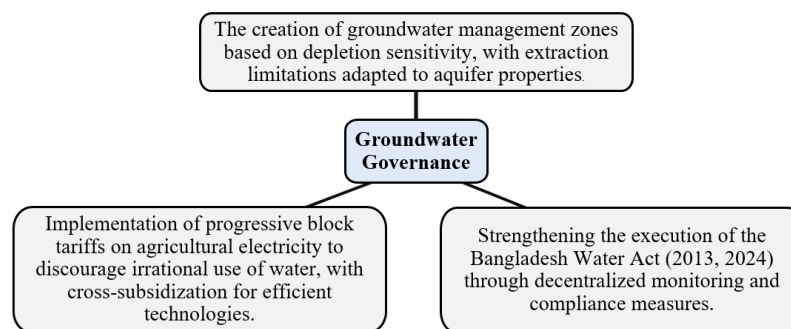 The creation of groundwater management zones
based on depletion sensitivity, with extraction
limitations adapted to aquifer properties.
Groundwater
Governance
Implementation of progressive block
tariffs on agricultural electricity to
discourage irrational use of water, with
cross-subsidization for efficient
technologies.
Strengthening the execution of the
Bangladesh Water Act (2013, 2024)
through decentralized monitoring and
compliance measures.